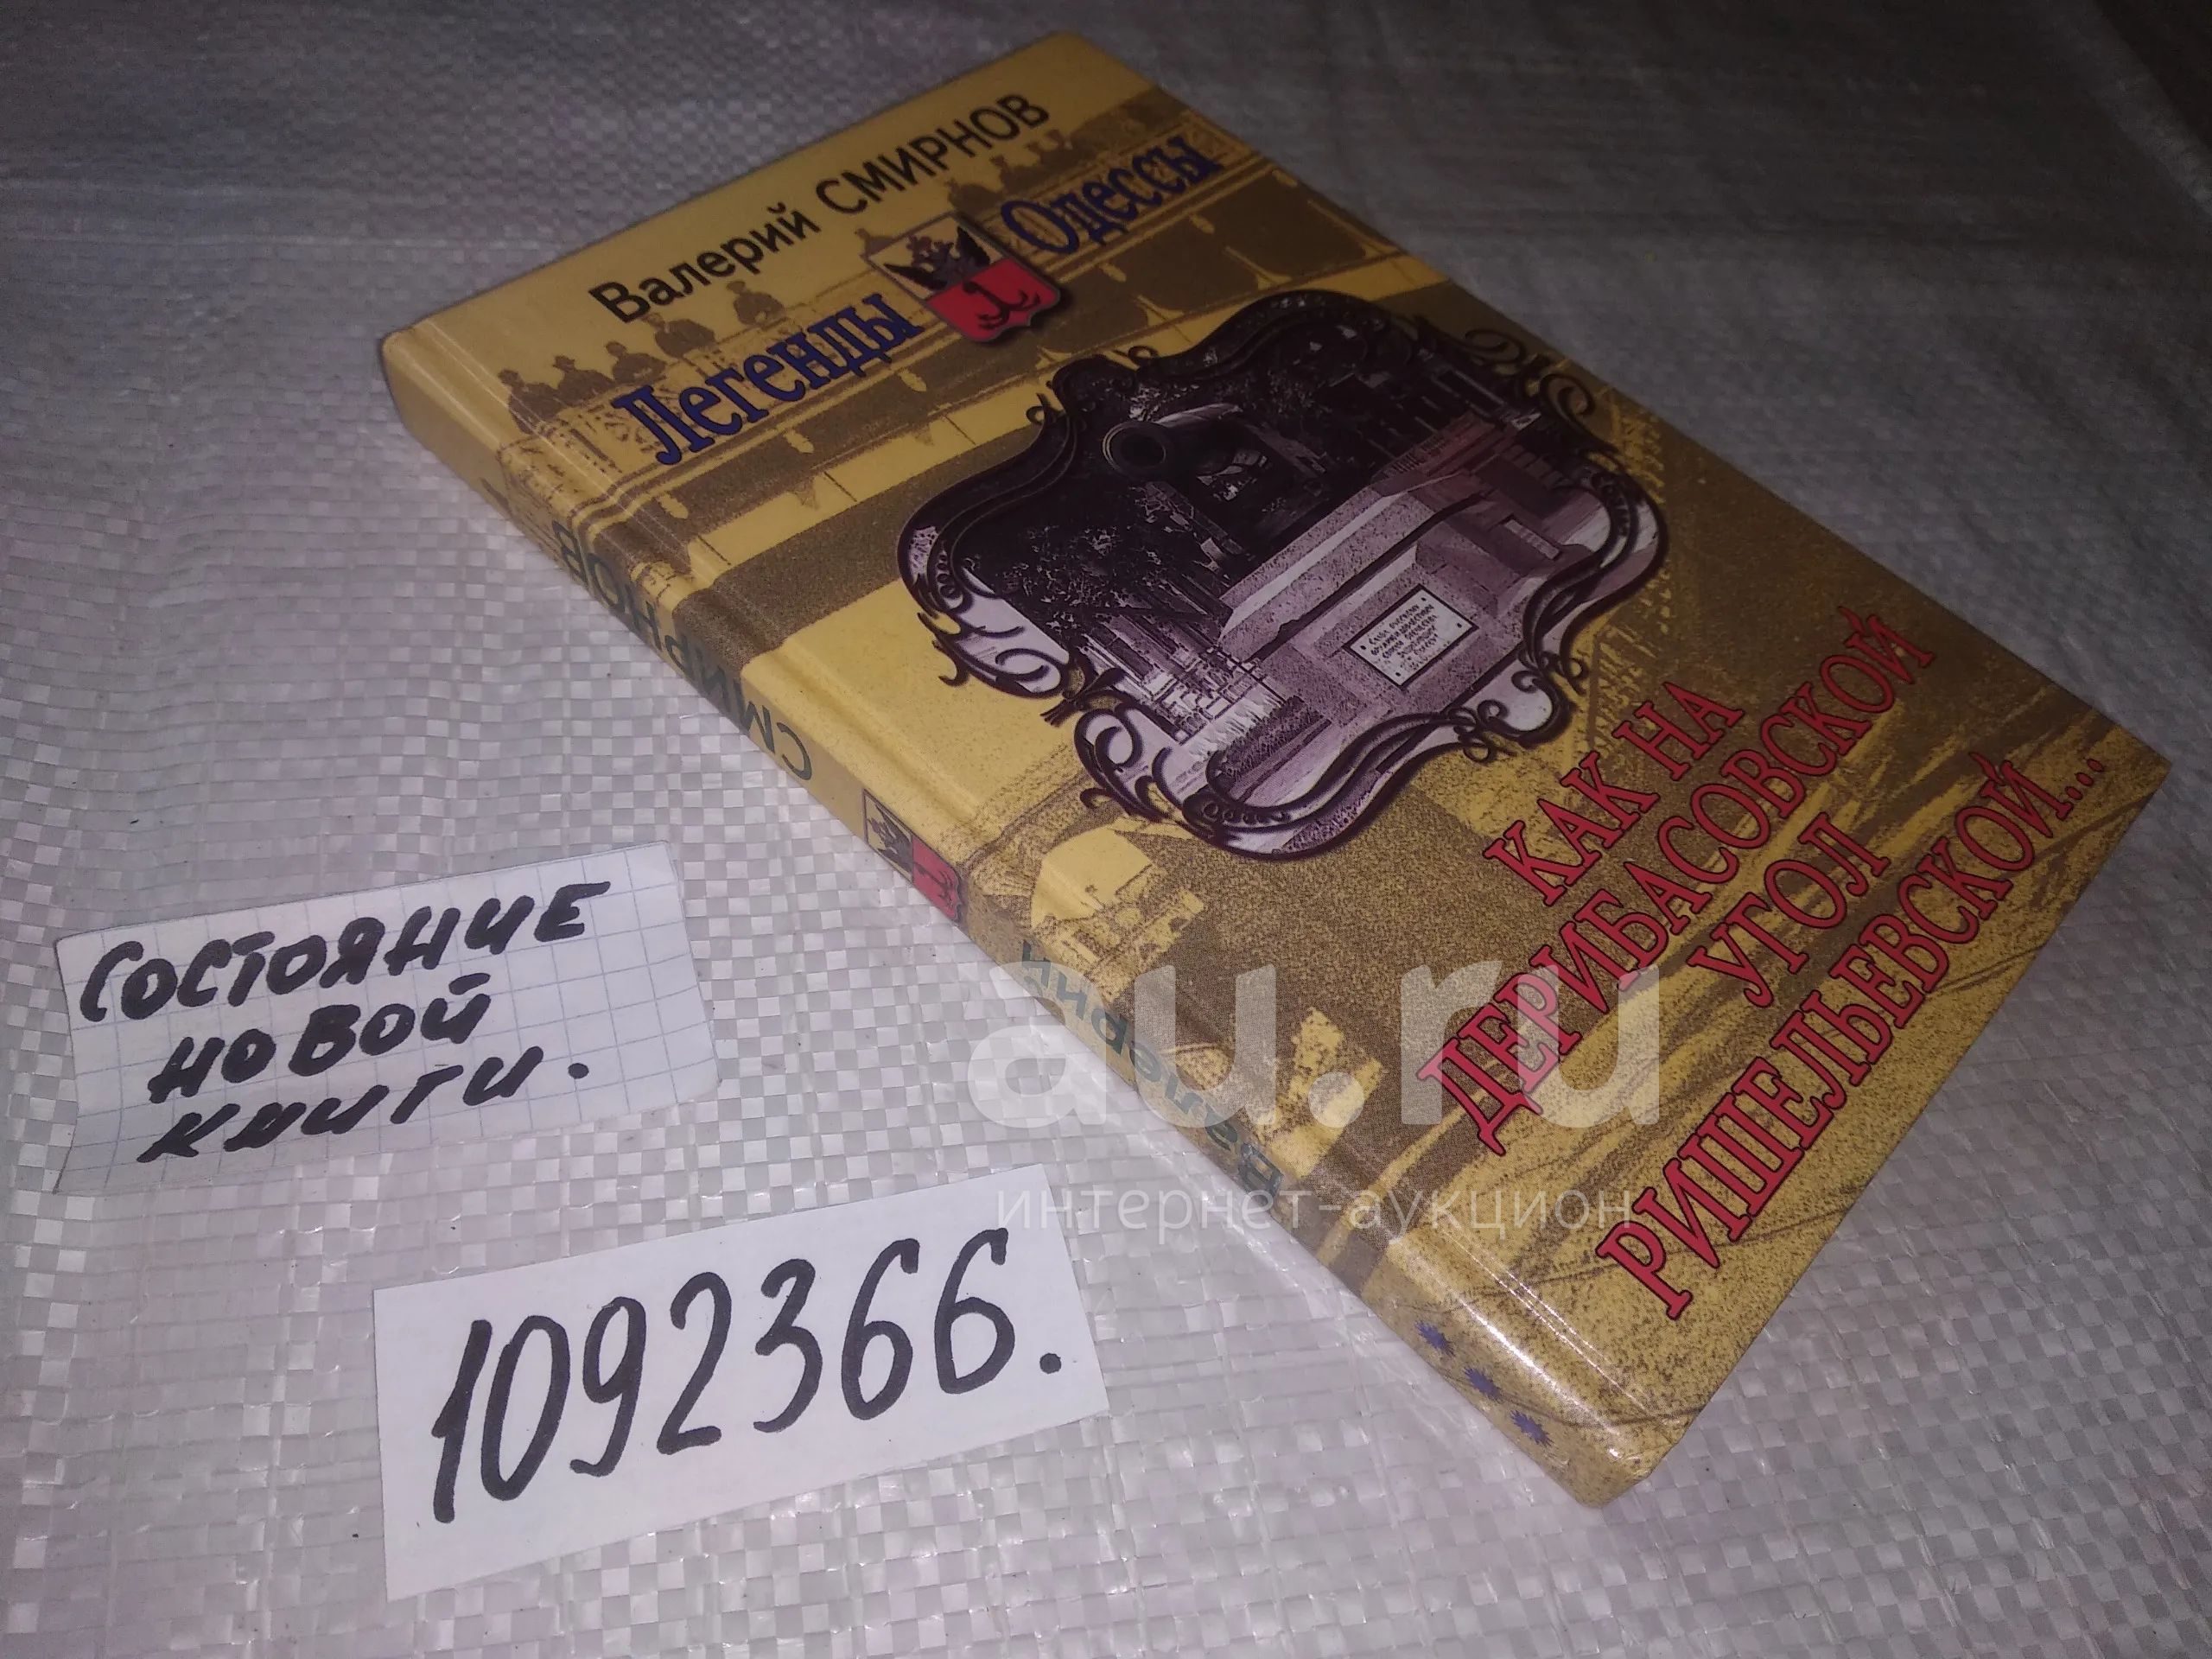 Валерий СМИРНОВ
Легенды Одессы
КАК НА
ДЕРИБАСОВСКОЙ
УГОЛ
РИШЕЛЬЕВСКОЙ...
Валерий СМИРНОВ
СОСТОЯНИЕ
НОВОЙ
КНИГИ.
1092366.
au.ru
интернет-аукцион